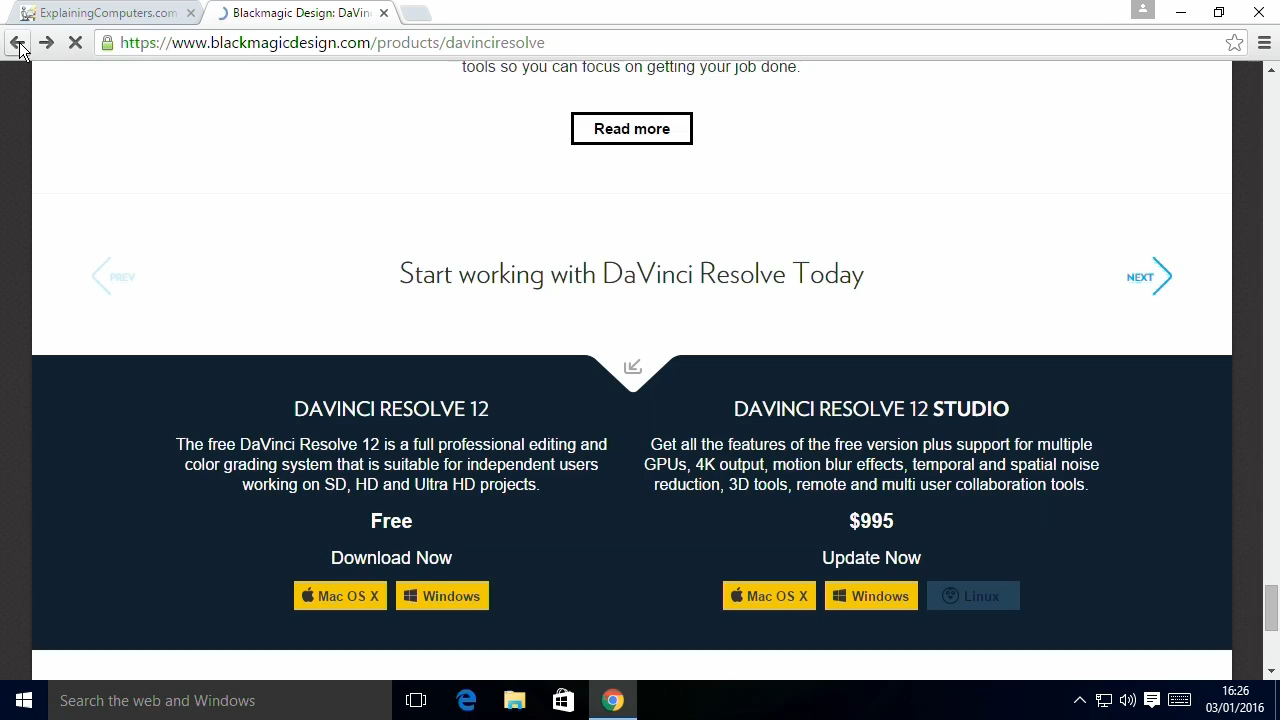 ExplainingComputers.com
Blackmagic Design: DaVin
https://www.blackmagicdesign.com/products/davinciresolve
tools so you can focus on getting your job done.
Read more
PREV
Start working with DaVinci Resolve Today
NEXT
DAVINCI RESOLVE 12
The free DaVinci Resolve 12 is a full professional editing and
color grading system that is suitable for independent users
working on SD, HD and Ultra HD projects.
Free
Download Now
Mac OS X
Windows
DAVINCI RESOLVE 12 STUDIO
Get all the features of the free version plus support for multiple
GPUs, 4K output, motion blur effects, temporal and spatial noise
reduction, 3D tools, remote and multi user collaboration tools.
$995
Update Now
Mac OS X
Windows
Linux
Search the web and Windows
16:26
03/01/2016